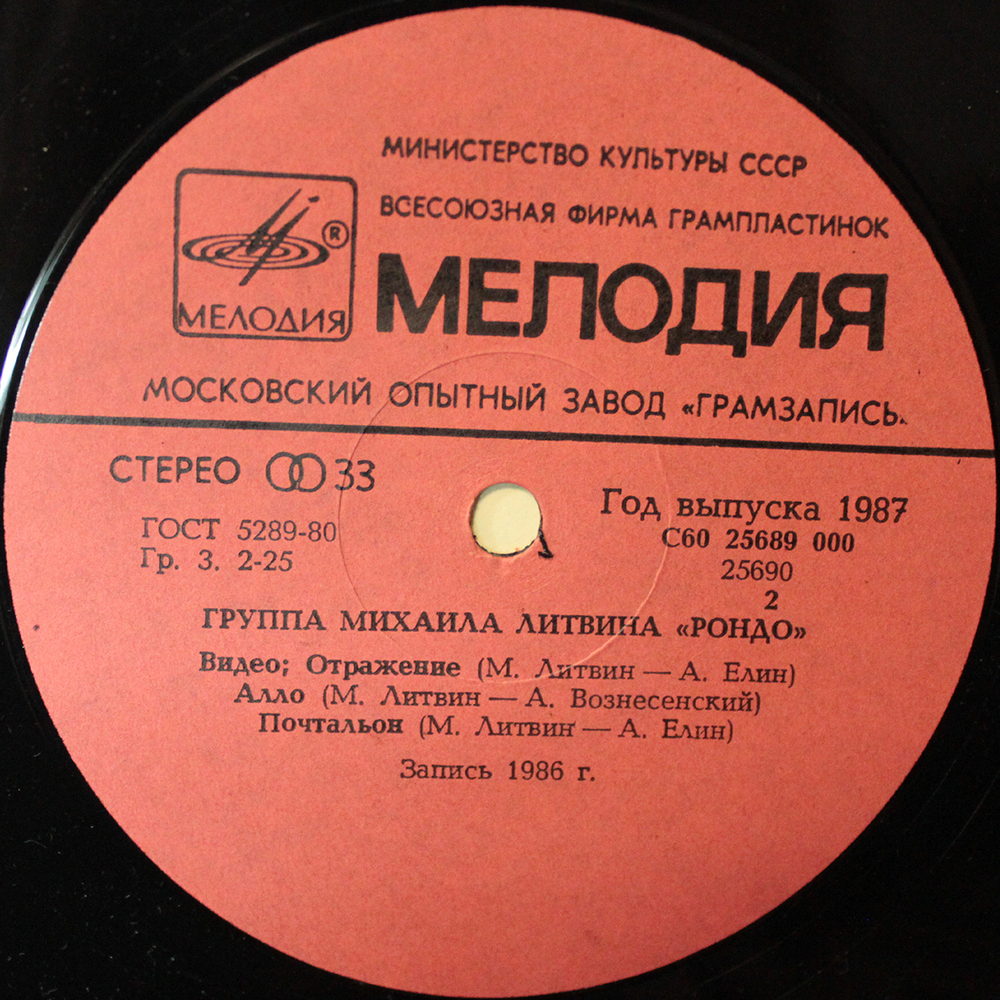 МИНИСТЕРСТВО КУЛЬТУРЫ СССР
ВСЕСОЮЗНАЯ ФИРМА ГРАМПЛАСТИНОК
МЕЛОДИЯ ®
МЕЛОДИЯ
МОСКОВСКИЙ ОПЫТНЫЙ ЗАВОД «ГРАМЗАПИСЬ»
СТЕРЕО 33
ГОСТ 5289-80
Гр. 3. 2-25
Год выпуска 1987
С60 25689 000
25690
2
ГРУППА МИХАИЛА ЛИТВИНА «РОНДО»
Видео; Отражение (М. Литвин — А. Елин)
Алло (М. Литвин — А. Вознесенский)
Почтальон (М. Литвин — А. Елин)
Запись 1986 г.